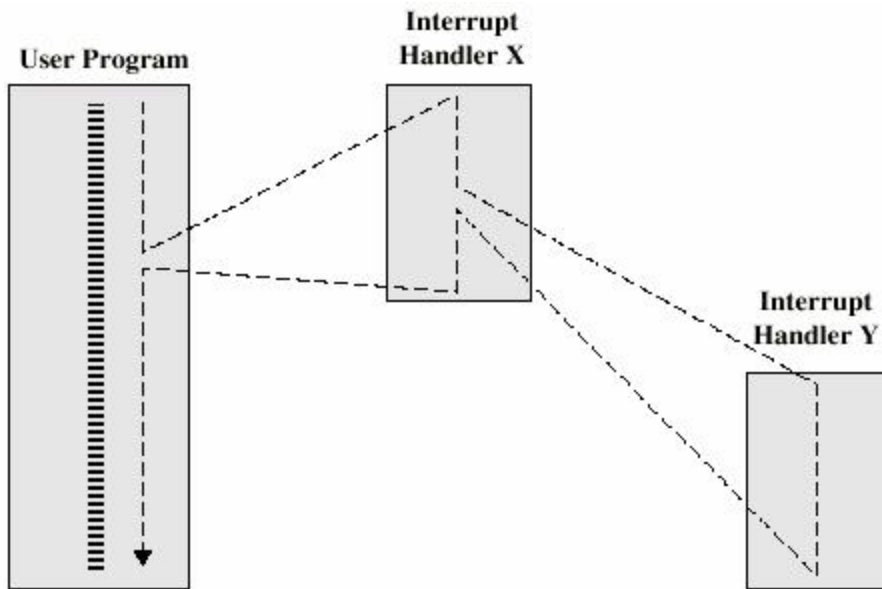 User Program
Interrupt
Handler X
Interrupt
Handler Y